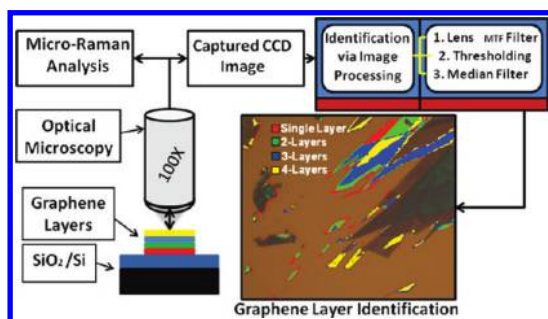 Micro-Raman
Analysis
Captured CCD
Image
Identification
via Image
Processing
1. Lens MTF Filter
2. Thresholding
3. Median Filter
Optical
Microscopy
100X
Graphene
Layers
SiO₂/Si
Single Layer
2-Layers
3-Layers
4-Layers
Graphene Layer Identification